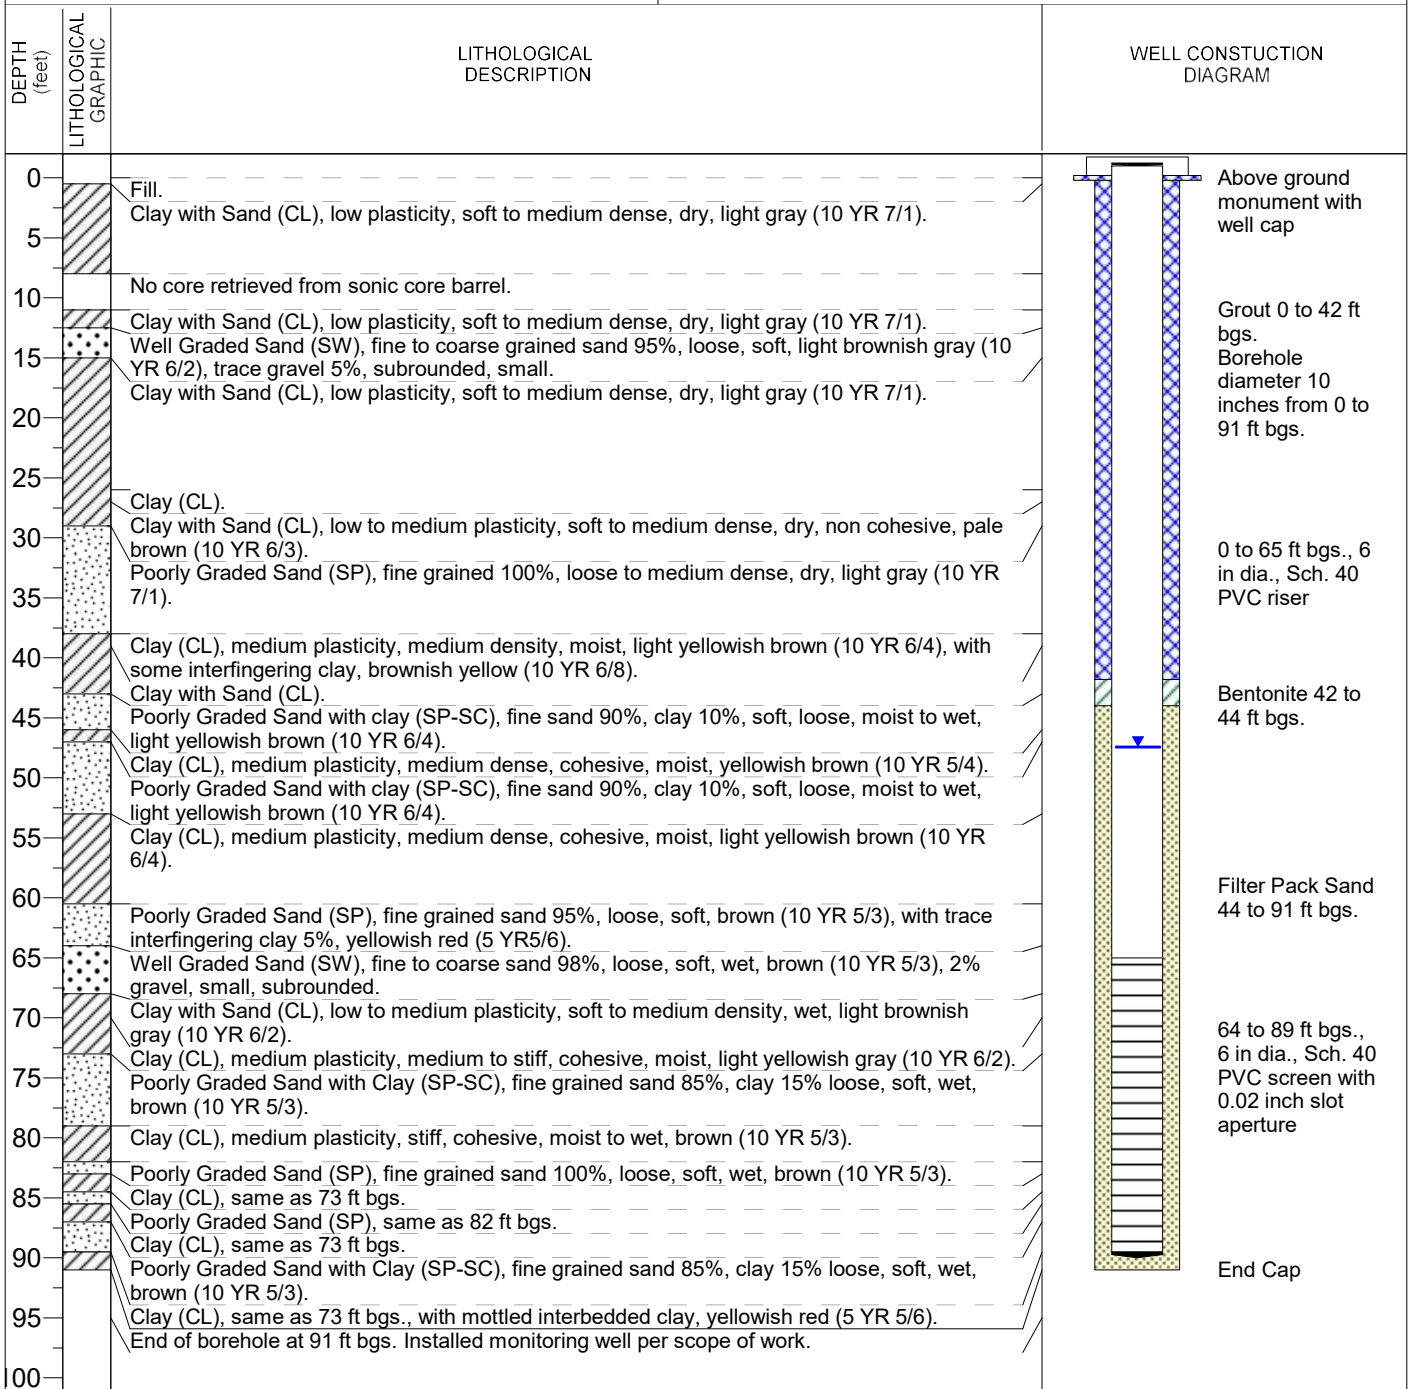 DEPTH
(feet)
LITHOLOGICAL
GRAPHIC
LITHOLOGICAL
DESCRIPTION
WELL CONSTUCTION
DIAGRAM
0
5
10
15
20
25
30
35
40
45
50
55
60
65
70
75
80
85
90
95
100
Fill.
Clay with Sand (CL), low plasticity, soft to medium dense, dry, light gray (10 YR 7/1).
No core retrieved from sonic core barrel.
Clay with Sand (CL), low plasticity, soft to medium dense, dry, light gray (10 YR 7/1).
Well Graded Sand (SW), fine to coarse grained sand 95%, loose, soft, light brownish gray (10
YR 6/2), trace gravel 5%, subrounded, small.
Clay with Sand (CL), low plasticity, soft to medium dense, dry, light gray (10 YR 7/1).
Clay (CL).
Clay with Sand (CL), low to medium plasticity, soft to medium dense, dry, non cohesive, pale
brown (10 YR 6/3).
Poorly Graded Sand (SP), fine grained 100%, loose to medium dense, dry, light gray (10 YR
7/1).
Clay (CL), medium plasticity, medium density, moist, light yellowish brown (10 YR 6/4), with
some interfingering clay, brownish yellow (10 YR 6/8).
Clay with Sand (CL).
Poorly Graded Sand with clay (SP-SC), fine sand 90%, clay 10%, soft, loose, moist to wet,
light yellowish brown (10 YR 6/4).
Clay (CL), medium plasticity, medium dense, cohesive, moist, yellowish brown (10 YR 5/4).
Poorly Graded Sand with clay (SP-SC), fine sand 90%, clay 10%, soft, loose, moist to wet,
light yellowish brown (10 YR 6/4).
Clay (CL), medium plasticity, medium dense, cohesive, moist, light yellowish brown (10 YR
6/4).
Poorly Graded Sand (SP), fine grained sand 95%, loose, soft, brown (10 YR 5/3), with trace
interfingering clay 5%, yellowish red (5 YR5/6).
Well Graded Sand (SW), fine to coarse sand 98%, loose, soft, wet, brown (10 YR 5/3), 2%
gravel, small, subrounded.
Clay with Sand (CL), low to medium plasticity, soft to medium density, wet, light brownish
gray (10 YR 6/2).
Clay (CL), medium plasticity, medium to stiff, cohesive, moist, light yellowish gray (10 YR 6/2).
Poorly Graded Sand with Clay (SP-SC), fine grained sand 85%, clay 15% loose, soft, wet,
brown (10 YR 5/3).
Clay (CL), medium plasticity, stiff, cohesive, moist to wet, brown (10 YR 5/3).
Poorly Graded Sand (SP), fine grained sand 100%, loose, soft, wet, brown (10 YR 5/3).
Clay (CL), same as 73 ft bgs.
Poorly Graded Sand (SP), same as 82 ft bgs.
Clay (CL), same as 73 ft bgs.
Poorly Graded Sand with Clay (SP-SC), fine grained sand 85%, clay 15% loose, soft, wet,
brown (10 YR 5/3).
Clay (CL), same as 73 ft bgs., with mottled interbedded clay, yellowish red (5 YR 5/6).
End of borehole at 91 ft bgs. Installed monitoring well per scope of work.
Above ground
monument with
well cap
Grout 0 to 42 ft
bgs.
Borehole
diameter 10
inches from 0 to
91 ft bgs.
0 to 65 ft bgs., 6
in dia., Sch. 40
PVC riser
Bentonite 42 to
44 ft bgs.
Filter Pack Sand
44 to 91 ft bgs.
64 to 89 ft bgs.,
6 in dia., Sch. 40
PVC screen with
0.02 inch slot
aperture
End Cap